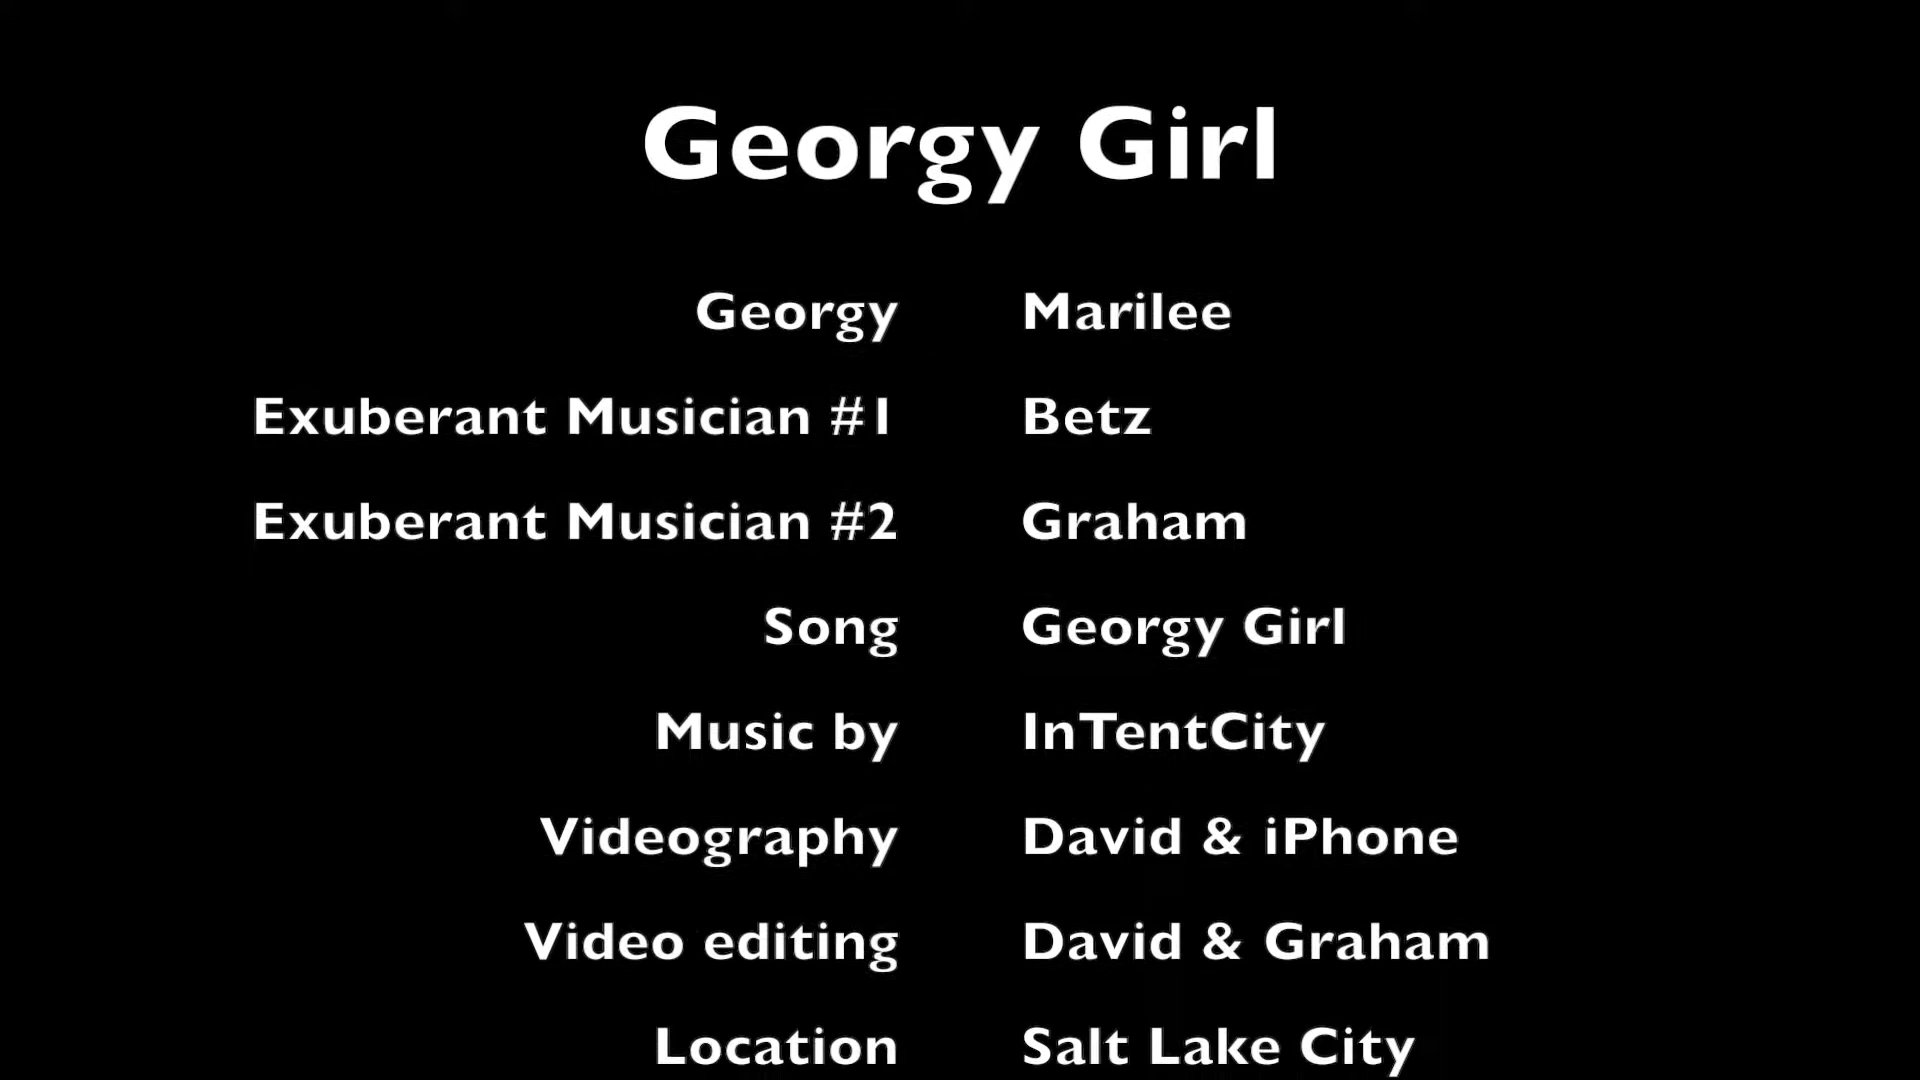 Georgy Girl
Georgy Marilee
Exuberant Musician #1 Betz
Exuberant Musician #2 Graham
Song Georgy Girl
Music by InTentCity
Videography David & iPhone
Video editing David & Graham
Location Salt Lake City